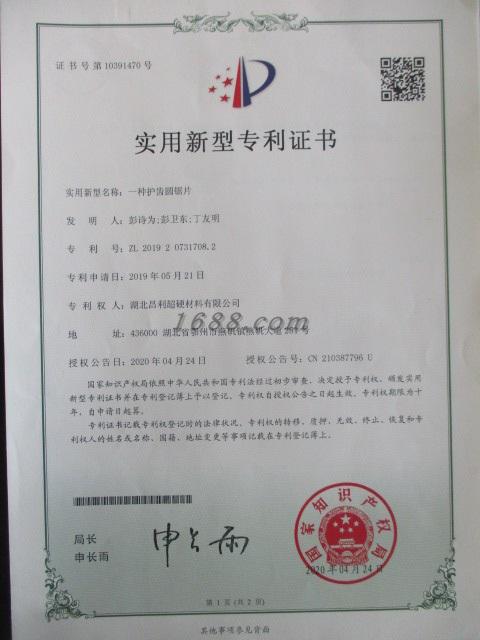 证书号第10391470号
实用新型专利证书
实用新型名称：一种护齿圆锯片
发 明 人：彭诗为;彭卫东;丁友明
专 利 号：ZL 2019 2 0731708.2
专利申请日：2019年05月21日
专 利 权 人：湖北昌利超硬材料有限公司
地 址：436000 湖北省鄂州市燕矶镇燕矶大道281号
1688.com
授权公告日：2020年04月24日 授权公告号：CN 210387796 U
国家知识产权局依照中华人民共和国专利法经过初步审查，决定授予专利权，颁发实用
新型专利证书并在专利登记簿上予以登记。专利权自授权公告之日起生效。专利权期限为十
年，自申请日起算。
专利证书记载专利权登记时的法律状况。专利权的转移、质押、无效、终止、恢复和专利
权人的姓名或名称、国籍、地址变更等事项记载在专利登记簿上。
局长
申长雨
申长雨
国家知识产权局
2020年04月24日
第1页(共2页)
其他事项参见背面